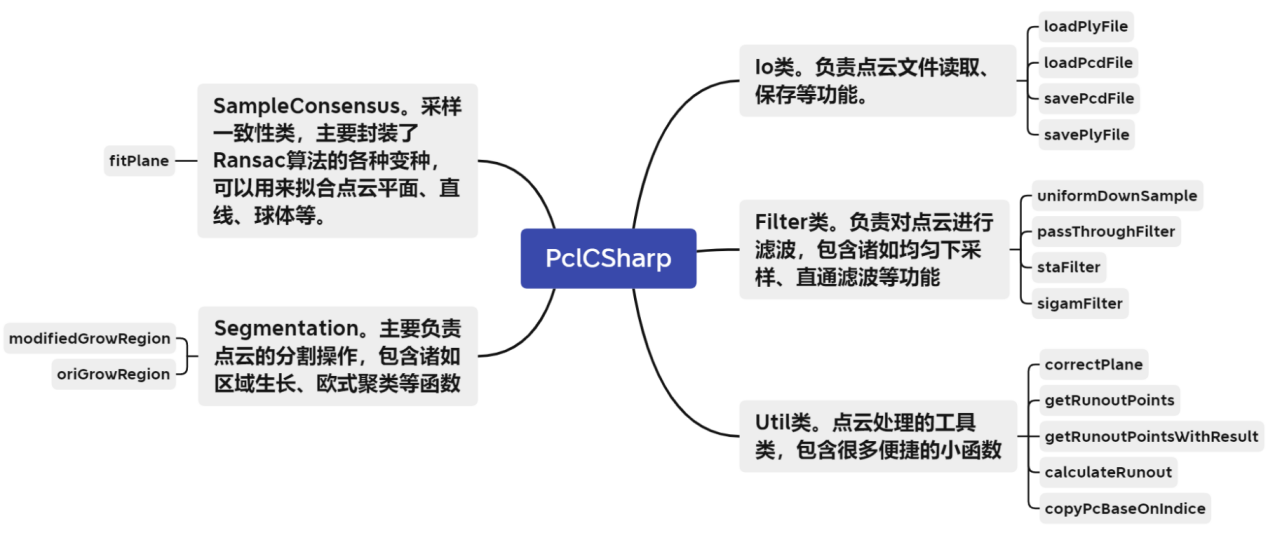 PclCSharp
SampleConsensus。采样
一致性类，主要封装了
Ransac算法的各种变种，
可以用来拟合点云平面、直
线、球体等。
fitPlane
Segmentation。主要负责
点云的分割操作，包含诸如
区域生长、欧式聚类等函数
modifiedGrowRegion
oriGrowRegion
Io类。负责点云文件读取、
保存等功能。
loadPlyFile
loadPcdFile
savePcdFile
savePlyFile
Filter类。负责对点云进行
滤波，包含诸如均匀下采
样、直通滤波等功能
uniformDownSample
passThroughFilter
staFilter
sigamFilter
Util类。点云处理的工具
类，包含很多便捷的小函数
correctPlane
getRunoutPoints
getRunoutPointsWithResult
calculateRunout
copyPcBaseOnIndice